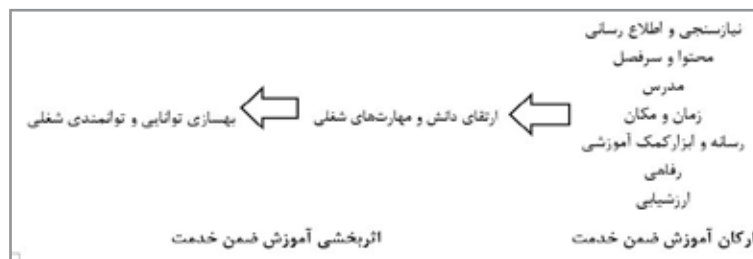 نیازسنجی و اطلاع رسانی
محتوا و سرفصل
مدرس
زمان و مکان
رسانه و ابزارکمک آموزشی
رفاهی
ارزشیابی
ارتقای دانش و مهارت‌های شغلی
بهسازی توانایی و توانمندی شغلی
ارکان آموزش ضمن خدمت
اثربخشی آموزش ضمن خدمت